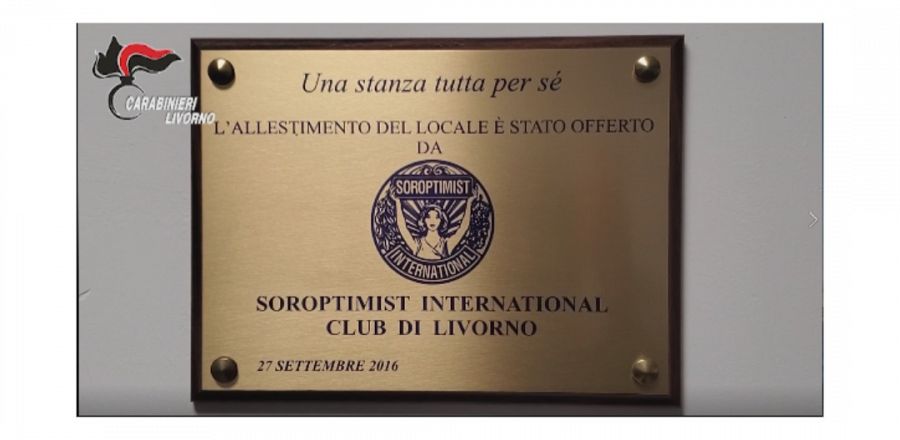 CARABINIERI
LIVORNO
Una stanza tutta per sé
L'ALLESTIMENTO DEL LOCALE È STATO OFFERTO
DA
SOROPTIMIST
INTERNATIONAL
SOROPTIMIST INTERNATIONAL
CLUB DI LIVORNO
27 SETTEMBRE 2016